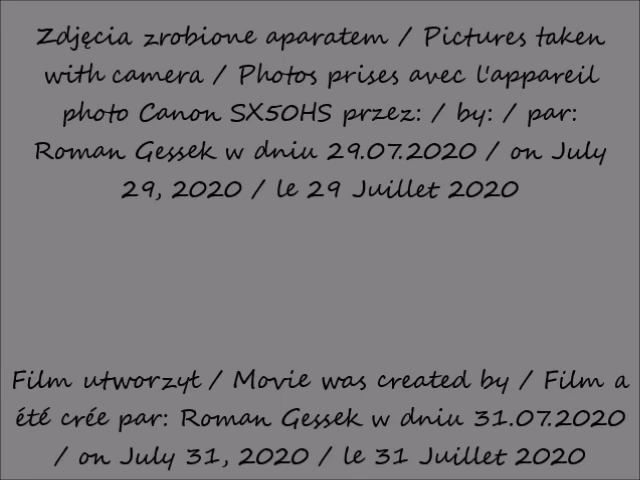 Zdjęcia zrobione aparatem / Pictures taken
with camera / Photos prises avec l'appareil
photo Canon SX50HS przez: / by: / par:
Roman Gessek w dniu 29.07.2020 / on July
29, 2020 / le 29 Juillet 2020
Film utworzył / Movie was created by / Film a
été crée par: Roman Gessek w dniu 31.07.2020
/ on July 31, 2020 / le 31 Juillet 2020